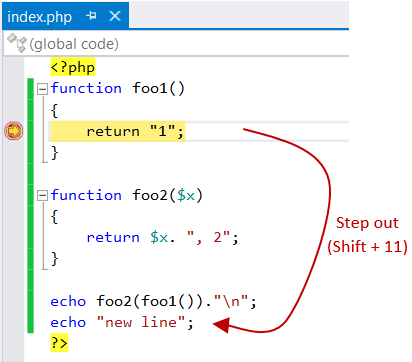 index.php
(global code)
<?php
function foo1()
{
    return "1";
}
function foo2($x)
{
    return $x. ", 2";
}
Step out
(Shift + 11)
echo foo2(foo1())."\n";
echo "new line";
?>